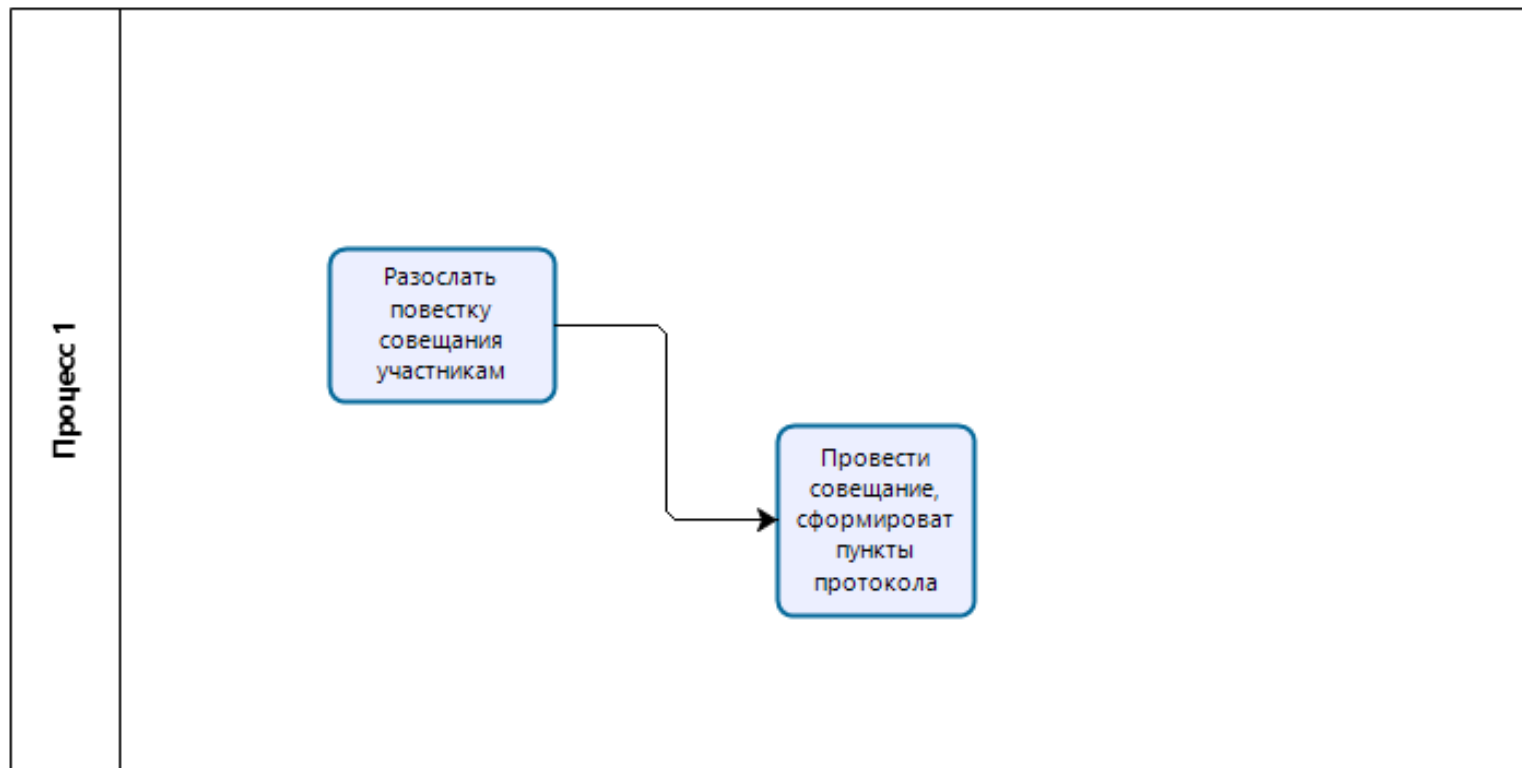 Процесс 1
Разослать
повестку
совещания
участникам
Провести
совещание,
сформироват
пункты
протокола